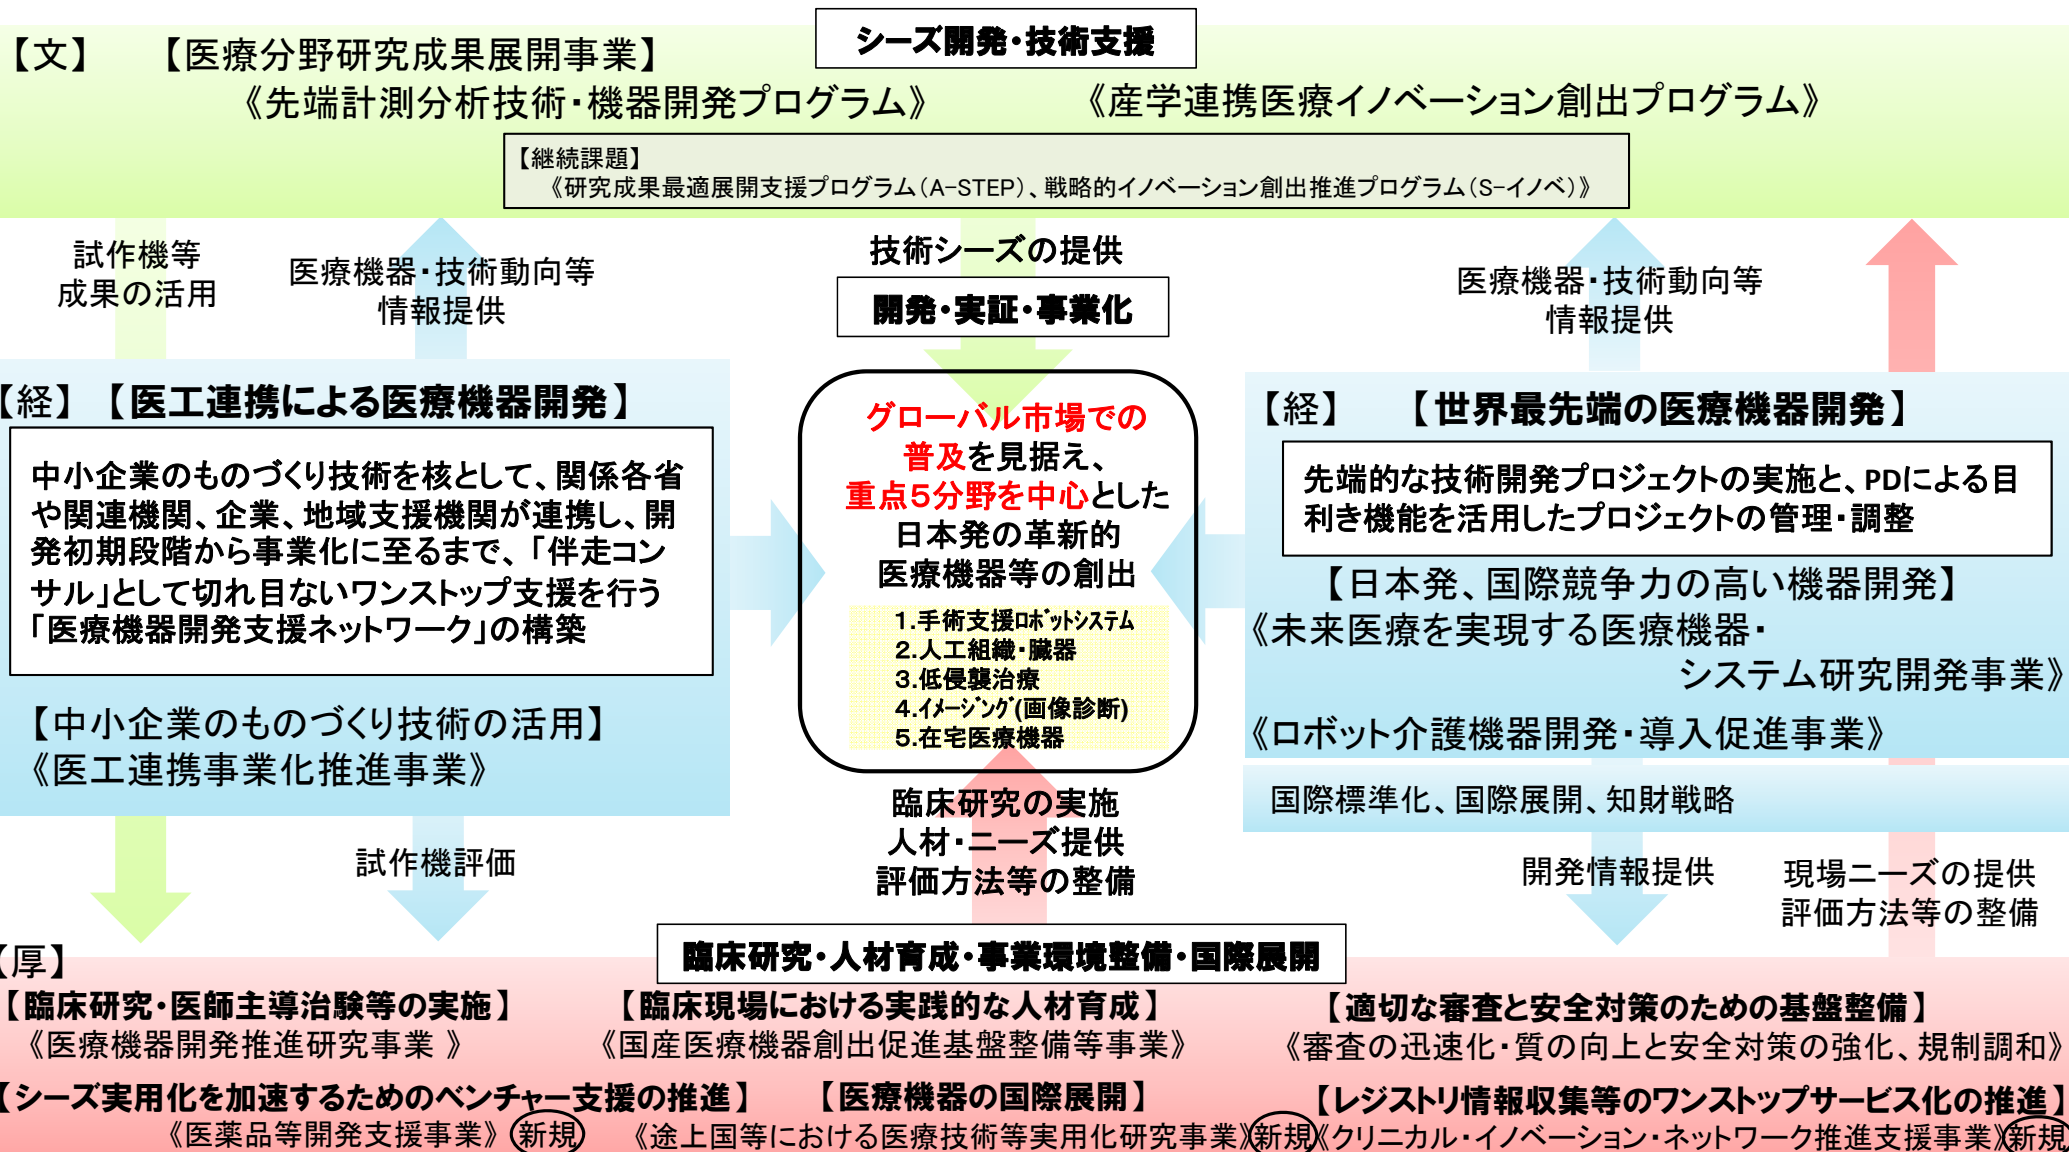 シーズ開発・技術支援
【文】 【医療分野研究成果展開事業】
《先端計測分析技術・機器開発プログラム》 《産学連携医療イノベーション創出プログラム》
【継続課題】
《研究成果最適展開支援プログラム（A-STEP）、戦略的イノベーション創出推進プログラム（S-イノベ）》
試作機等
成果の活用
医療機器・技術動向等
情報提供
技術シーズの提供
開発・実証・事業化
医療機器・技術動向等
情報提供
【経】 【医工連携による医療機器開発】
中小企業のものづくり技術を核として、関係各省
や関連機関、企業、地域支援機関が連携し、開
発初期段階から事業化に至るまで、「伴走コン
サル」として切れ目ないワンストップ支援を行う
「医療機器開発支援ネットワーク」の構築
【中小企業のものづくり技術の活用】
《医工連携事業化推進事業》
グローバル市場での
普及を見据え、
重点５分野を中心とした
日本発の革新的
医療機器等の創出
１.手術支援ﾛﾎﾞｯﾄｼｽﾃﾑ
２.人工組織・臓器
３.低侵襲治療
４.ｲﾒｰｼﾞﾝｸﾞ(画像診断)
５.在宅医療機器
【経】 【世界最先端の医療機器開発】
先端的な技術開発プロジェクトの実施と、PDによる目
利き機能を活用したプロジェクトの管理・調整
【日本発、国際競争力の高い機器開発】
《未来医療を実現する医療機器・
システム研究開発事業》
《ロボット介護機器開発・導入促進事業》
国際標準化、国際展開、知財戦略
試作機評価
臨床研究の実施
人材・ニーズ提供
評価方法等の整備
開発情報提供
現場ニーズの提供
評価方法等の整備
【厚】
臨床研究・人材育成・事業環境整備・国際展開
【臨床研究・医師主導治験等の実施】 【臨床現場における実践的な人材育成】 【適切な審査と安全対策のための基盤整備】
《医療機器開発推進研究事業 》 《国産医療機器創出促進基盤整備等事業》 《審査の迅速化・質の向上と安全対策の強化、規制調和》
【シーズ実用化を加速するためのベンチャー支援の推進】 【医療機器の国際展開】 【レジストリ情報収集等のワンストップサービス化の推進】
《医薬品等開発支援事業》 新規 《途上国等における医療技術等実用化研究事業》 新規 《クリニカル・イノベーション・ネットワーク推進支援事業》 新規